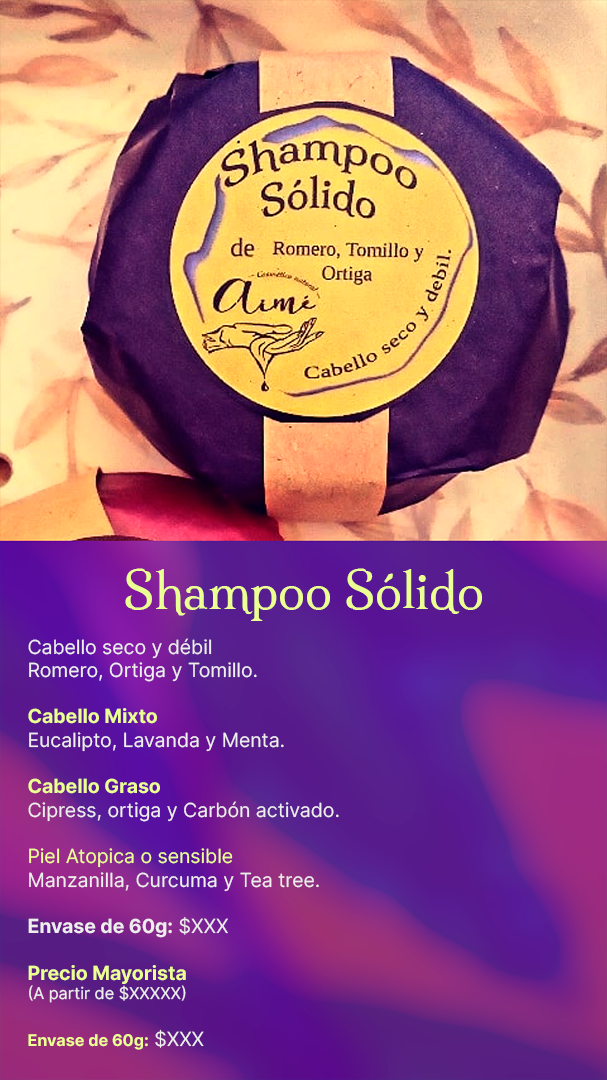 Shampoo
Sólido
de Romero, Tomillo y
Ortiga
Cosmética natural
Aimé
Cabello seco y debil.
Shampoo Sólido
Cabello seco y débil
Romero, Ortiga y Tomillo.
Cabello Mixto
Eucalipto, Lavanda y Menta.
Cabello Graso
Cipress, ortiga y Carbón activado.
Piel Atopica o sensible
Manzanilla, Curcuma y Tea tree.
Envase de 60g: $XXX
Precio Mayorista
(A partir de $XXXXX)
Envase de 60g: $XXX